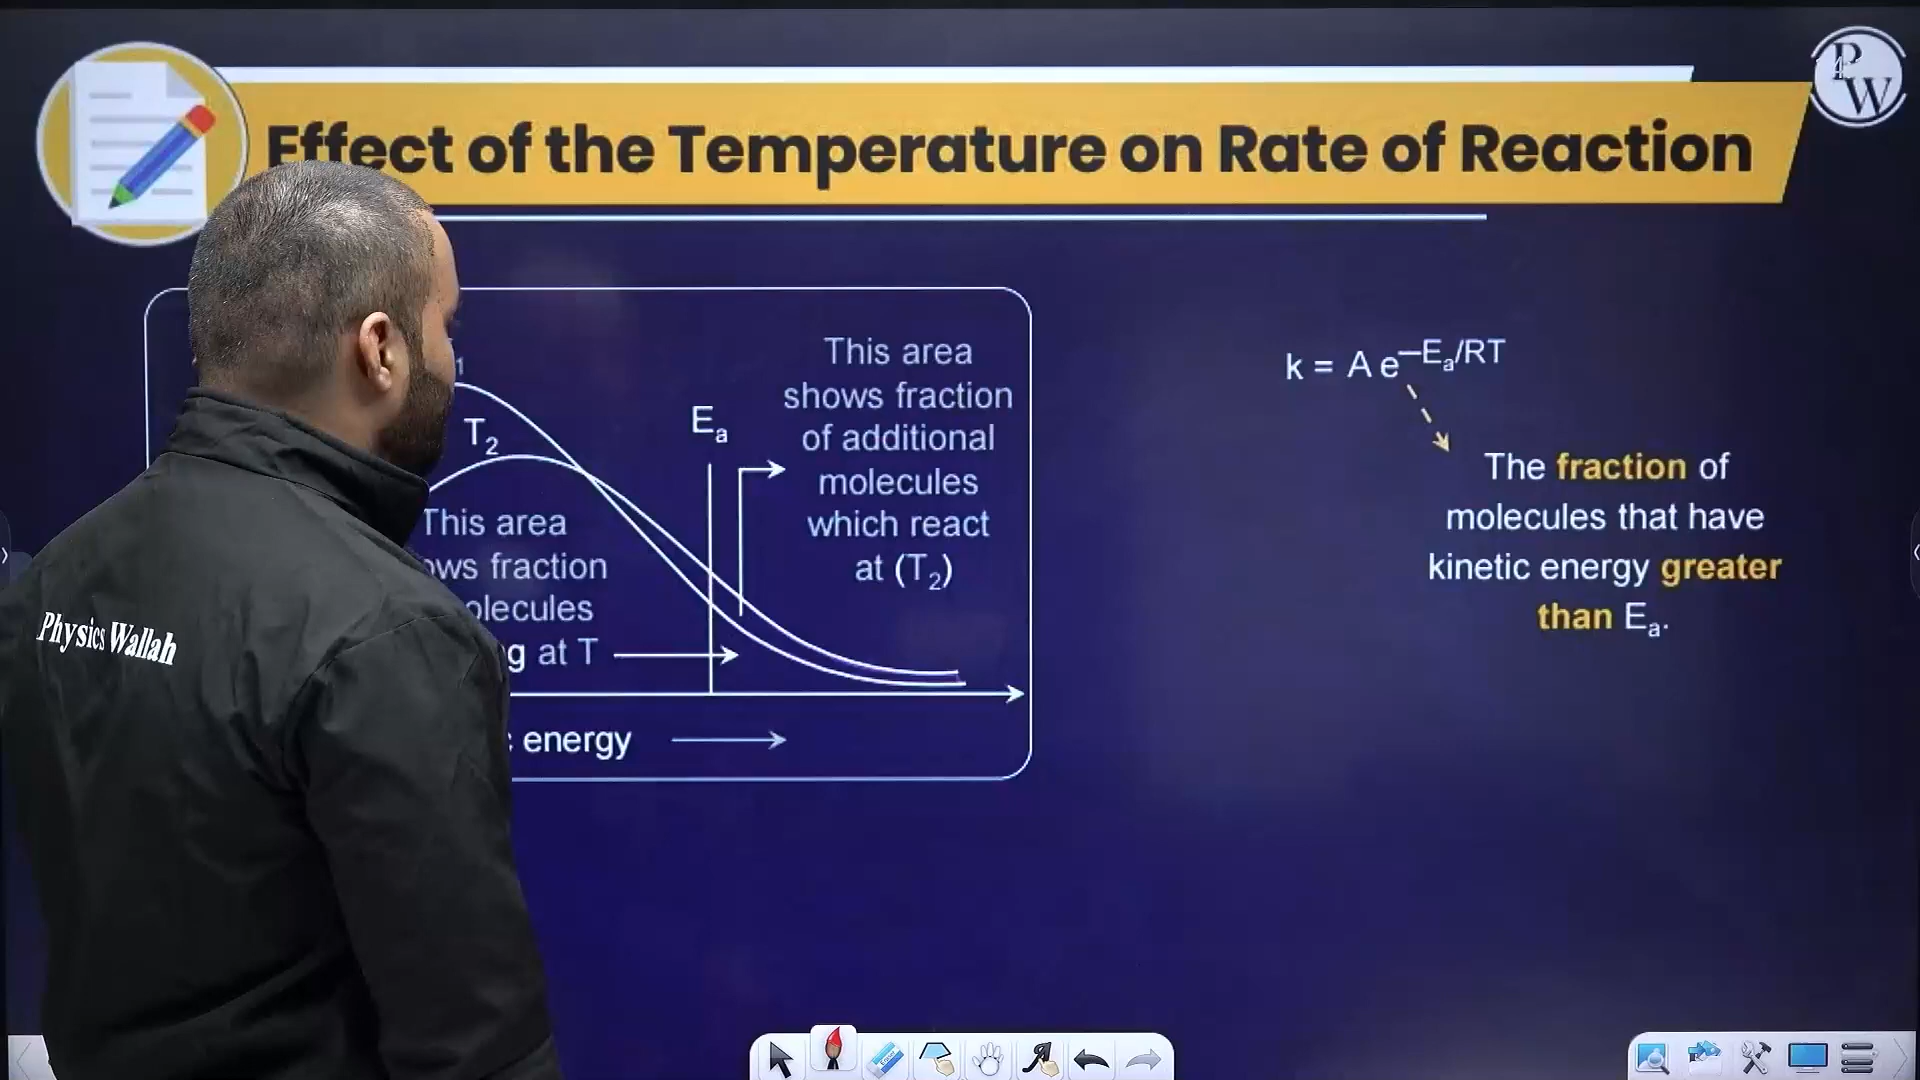 Effect of the Temperature on Rate of Reaction
PW
T₂
Eₐ
This area
shows fraction
of additional
molecules
which react
at (T₂)
This area
fraction
at T
energy
k = A e^–Eₐ/RT
The fraction of
molecules that have
kinetic energy greater
than Eₐ.
Physics Wallah